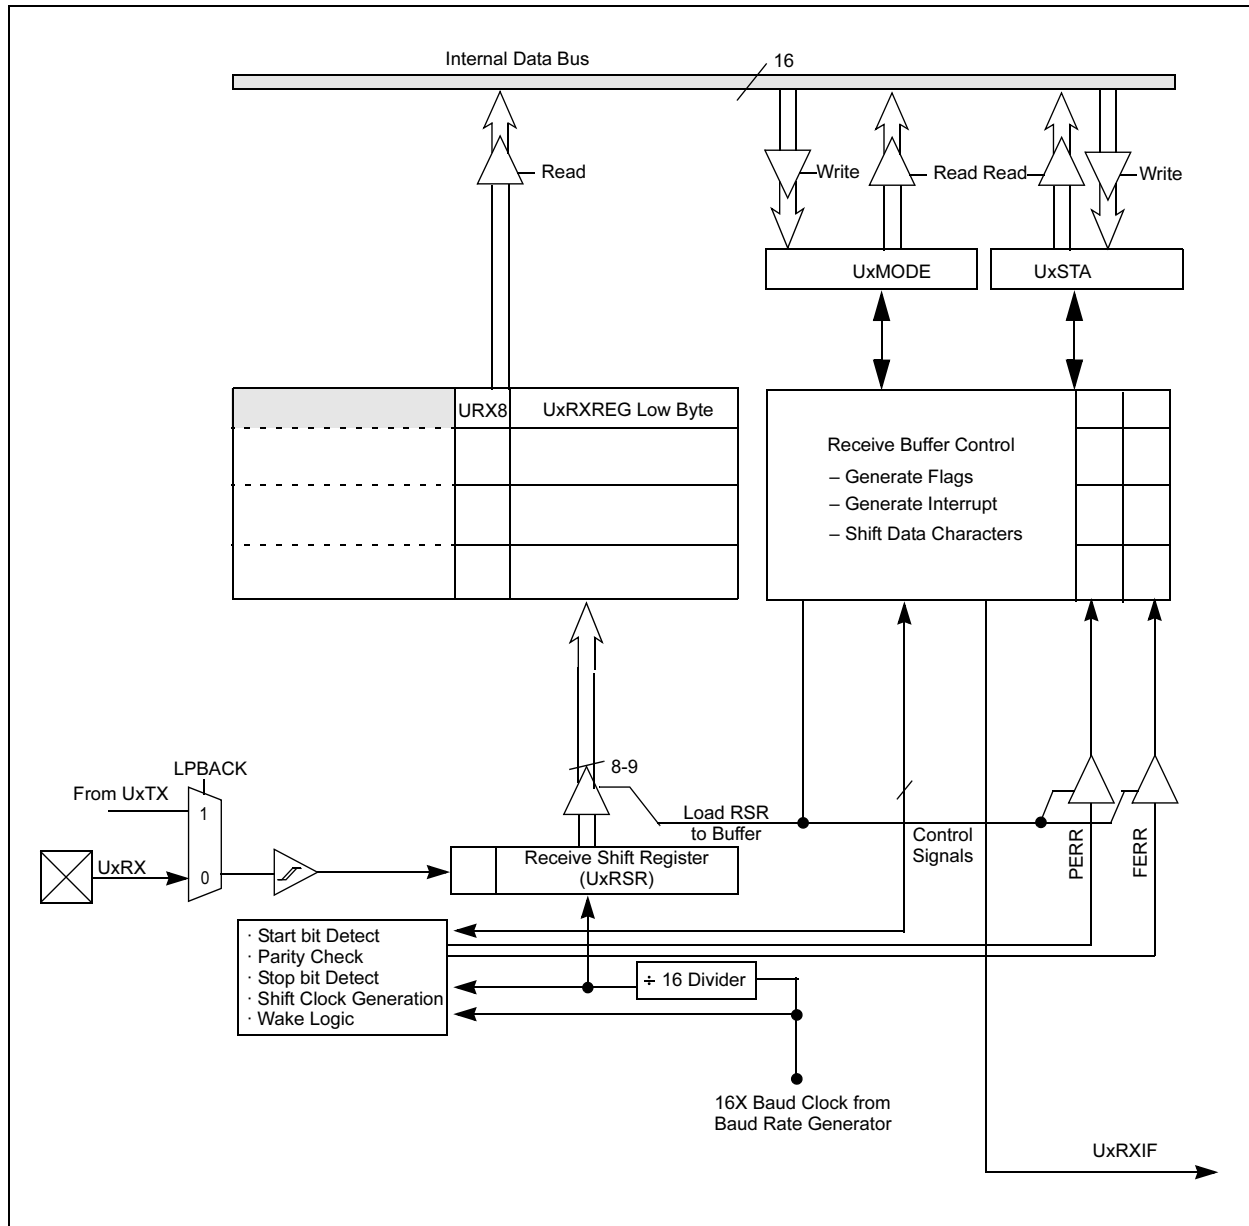 Internal Data Bus
16
Read
Write
Read Read
Write
UxMODE
UxSTA
URX8
UxRXREG Low Byte
Receive Buffer Control
– Generate Flags
– Generate Interrupt
– Shift Data Characters
LPBACK
From UxTX
1
0
UxRX
8-9
Load RSR
to Buffer
Control
Signals
PERR
FERR
Receive Shift Register
(UxRSR)
· Start bit Detect
· Parity Check
· Stop bit Detect
· Shift Clock Generation
· Wake Logic
÷ 16 Divider
16X Baud Clock from
Baud Rate Generator
UxRXIF